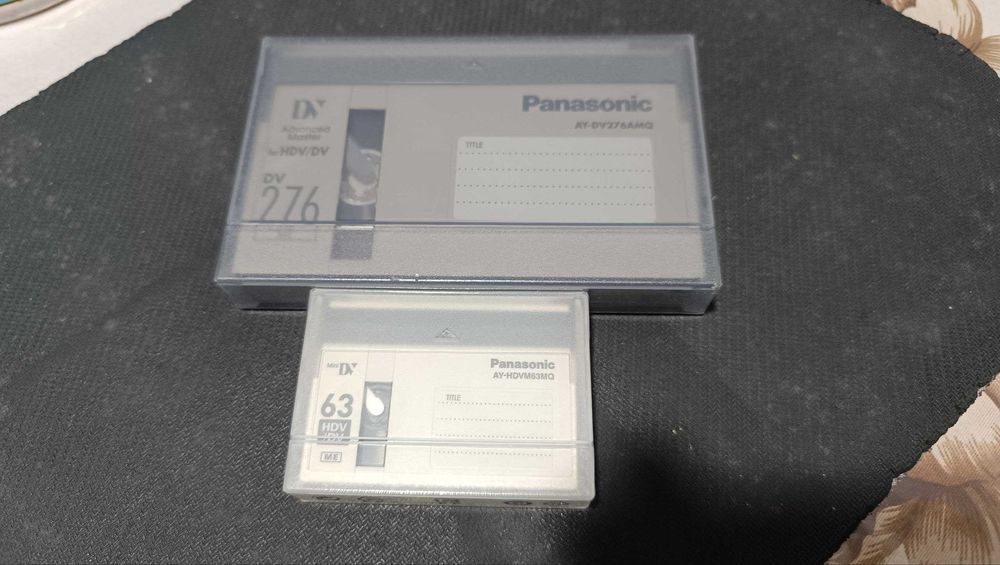 DV
Advanced
Master
for HDV/DV
DV
276
Panasonic
AY-DV276AMQ
TITLE
Mini DV
63
HDV
/DV
ME
Panasonic
AY-HDVM63MQ
TITLE